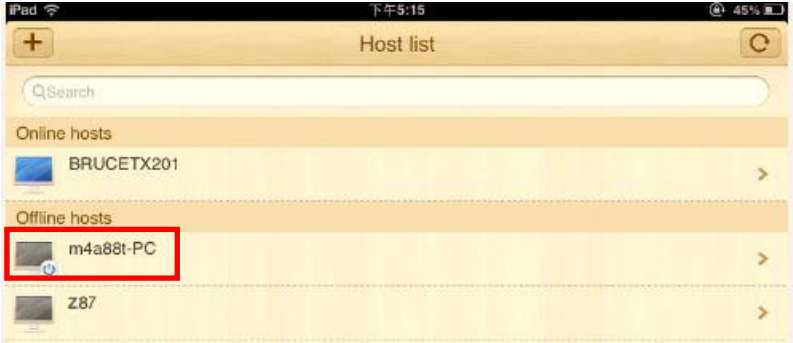 iPad 下午5:15 45%
Host list
Search
Online hosts
BRUCETX201
Offline hosts
m4a88t-PC
Z87